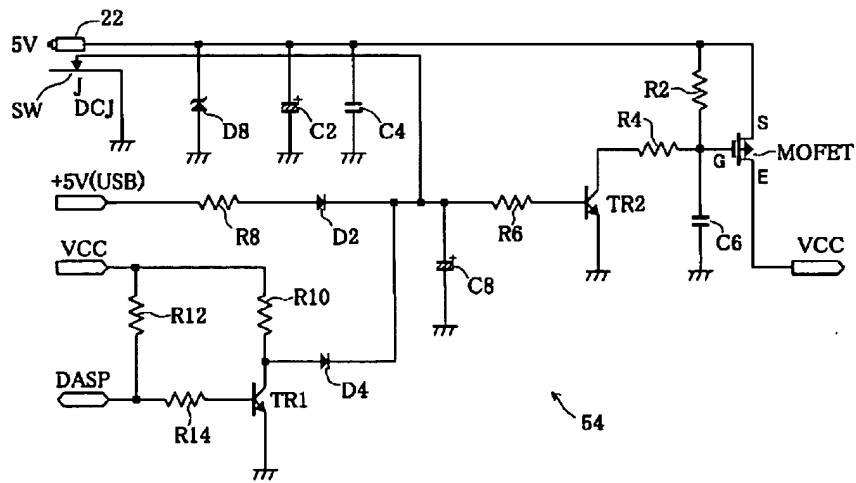 22
5V
SW
J
DCJ
D8
C2
C4
R2
R4
S
G
MOFET
E
+5V(USB)
R8
D2
R6
TR2
C6
VCC
VCC
R10
C8
R12
DASP
D4
TR1
R14
54